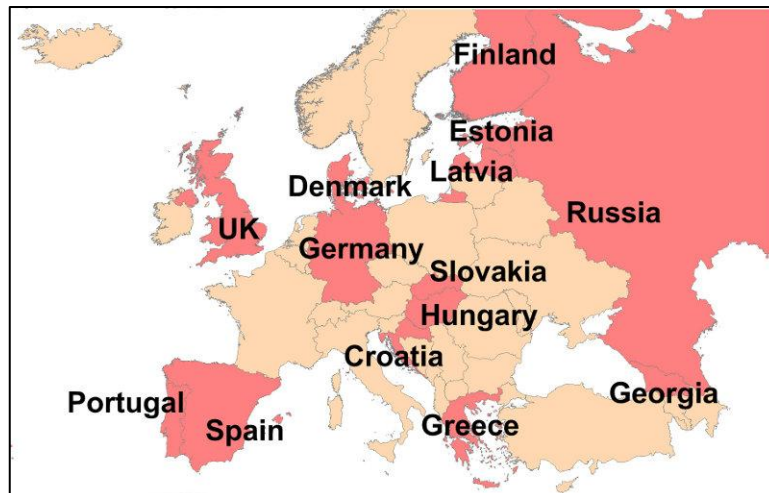 Finland
Estonia
Denmark
Latvia
UK
Russia
Germany
Slovakia
Hungary
Croatia
Portugal
Spain
Greece
Georgia